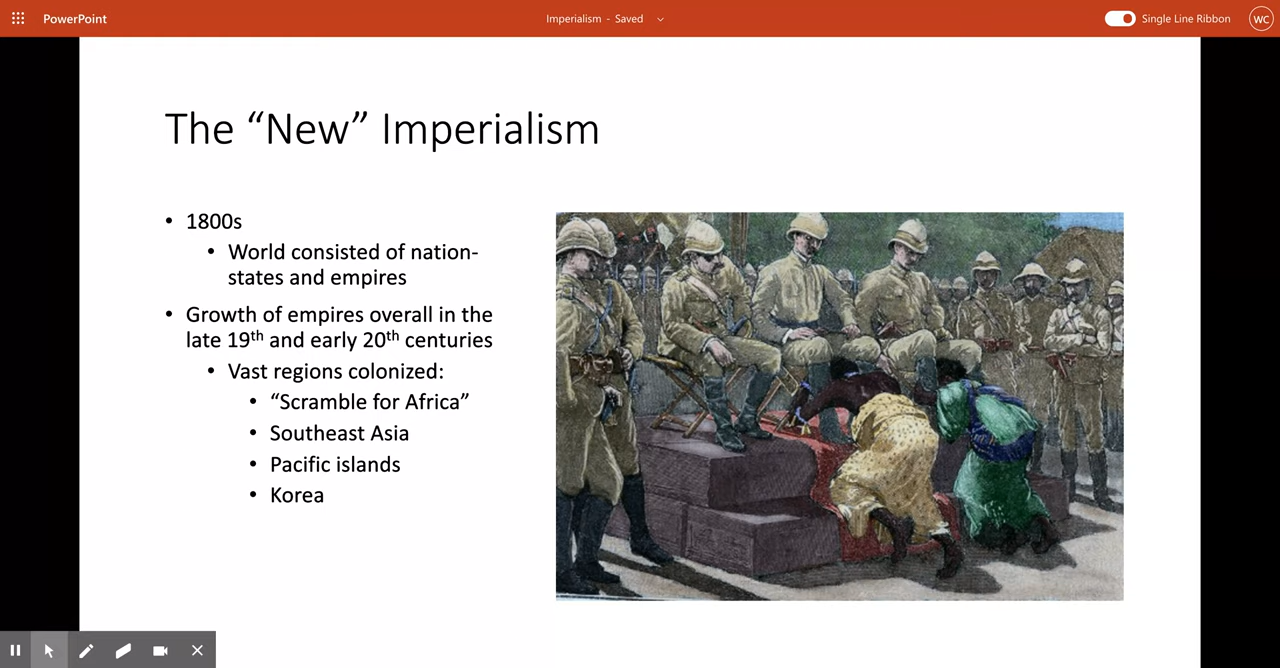 PowerPoint
Imperialism - Saved
Single Line Ribbon
WC
The “New” Imperialism
• 1800s
• World consisted of nation-
states and empires
• Growth of empires overall in the
late 19th and early 20th centuries
• Vast regions colonized:
• “Scramble for Africa”
• Southeast Asia
• Pacific islands
• Korea